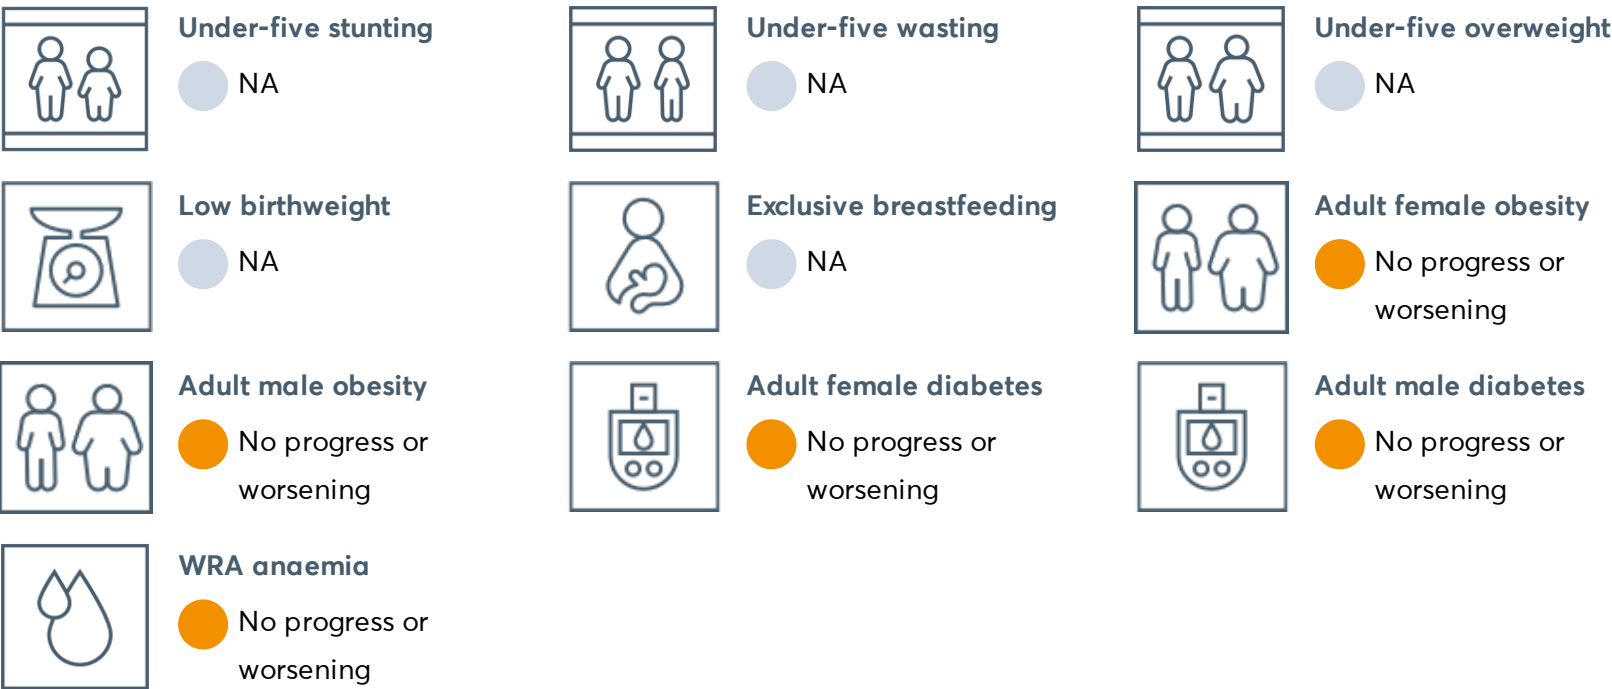 Under-five stunting
NA
Under-five wasting
NA
Under-five overweight
NA
Low birthweight
NA
Exclusive breastfeeding
NA
Adult female obesity
No progress or
worsening
Adult male obesity
No progress or
worsening
Adult female diabetes
No progress or
worsening
Adult male diabetes
No progress or
worsening
WRA anaemia
No progress or
worsening